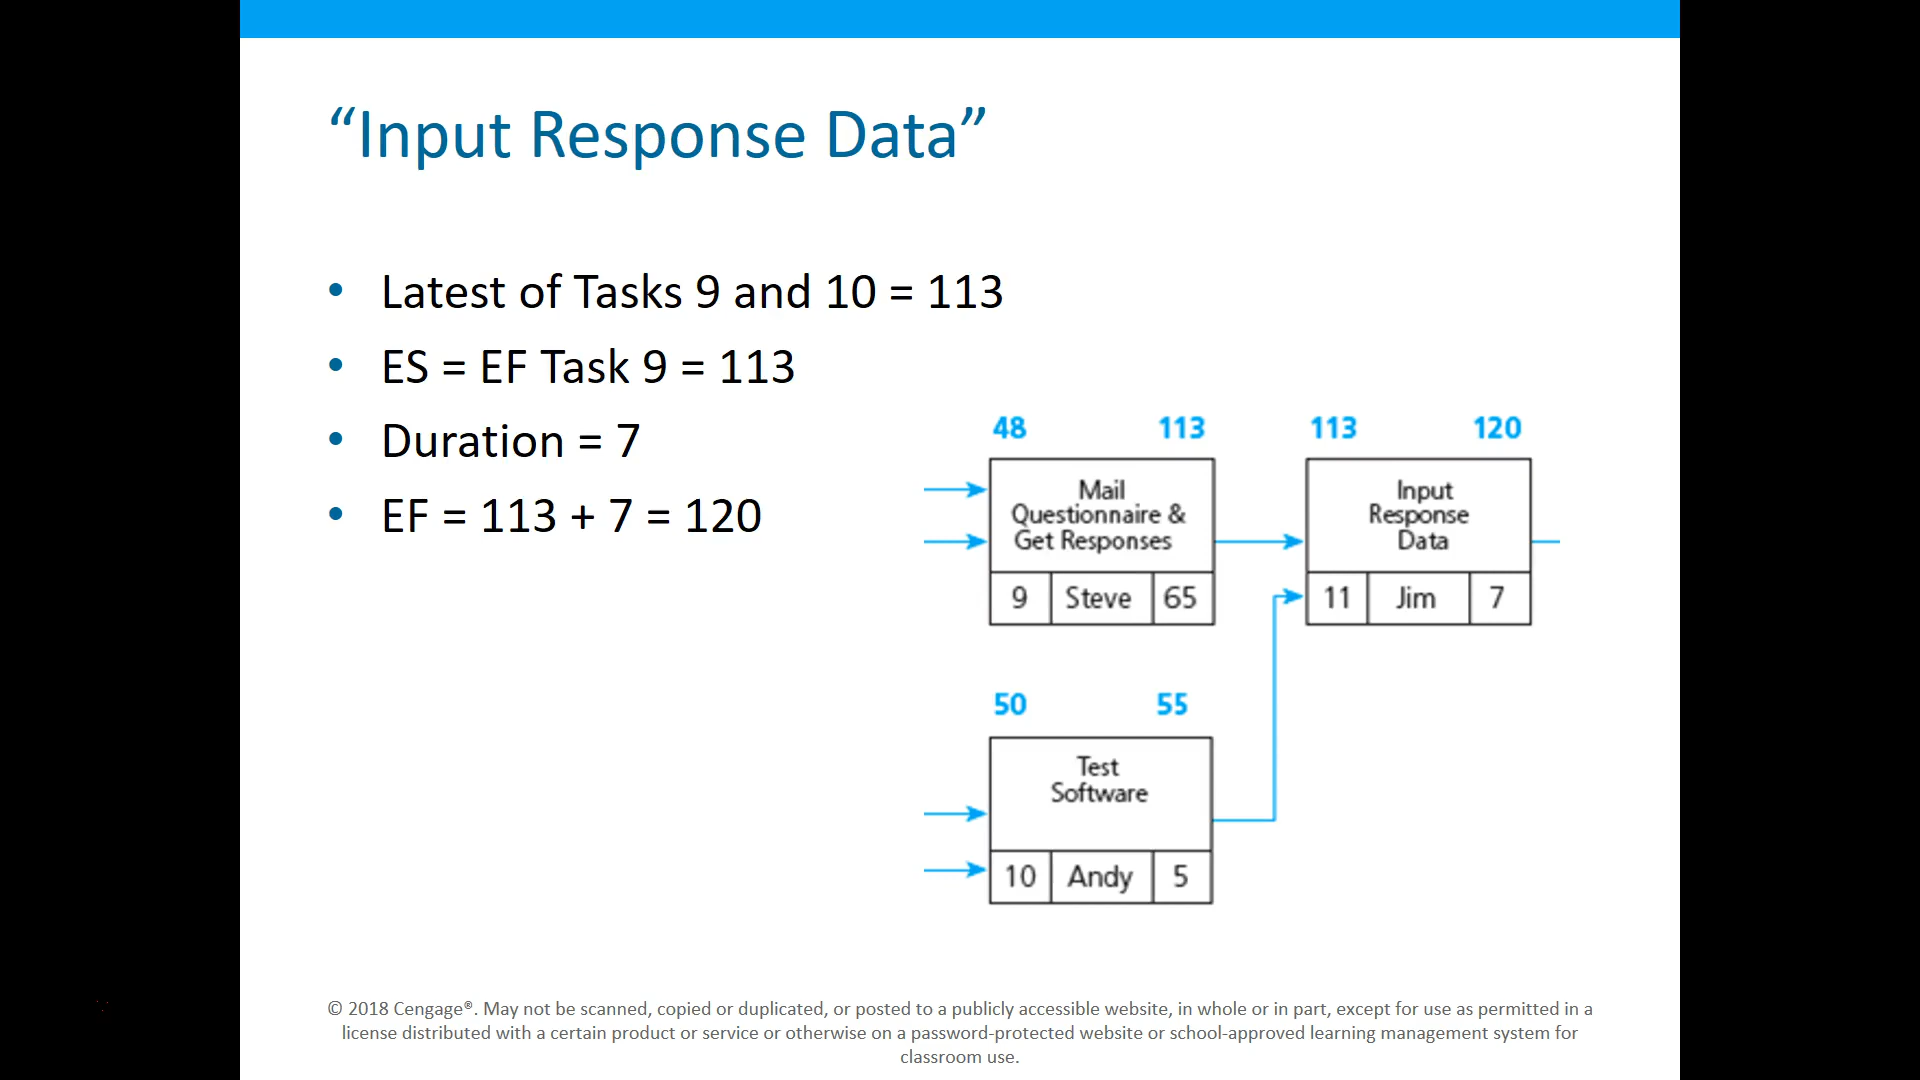 “Input Response Data”
• Latest of Tasks 9 and 10 = 113
• ES = EF Task 9 = 113
• Duration = 7
• EF = 113 + 7 = 120
48 113
Mail
Questionnaire &
Get Responses
9 Steve 65
113 120
Input
Response
Data
11 Jim 7
50 55
Test
Software
10 Andy 5
© 2018 Cengage®. May not be scanned, copied or duplicated, or posted to a publicly accessible website, in whole or in part, except for use as permitted in a
license distributed with a certain product or service or otherwise on a password-protected website or school-approved learning management system for
classroom use.